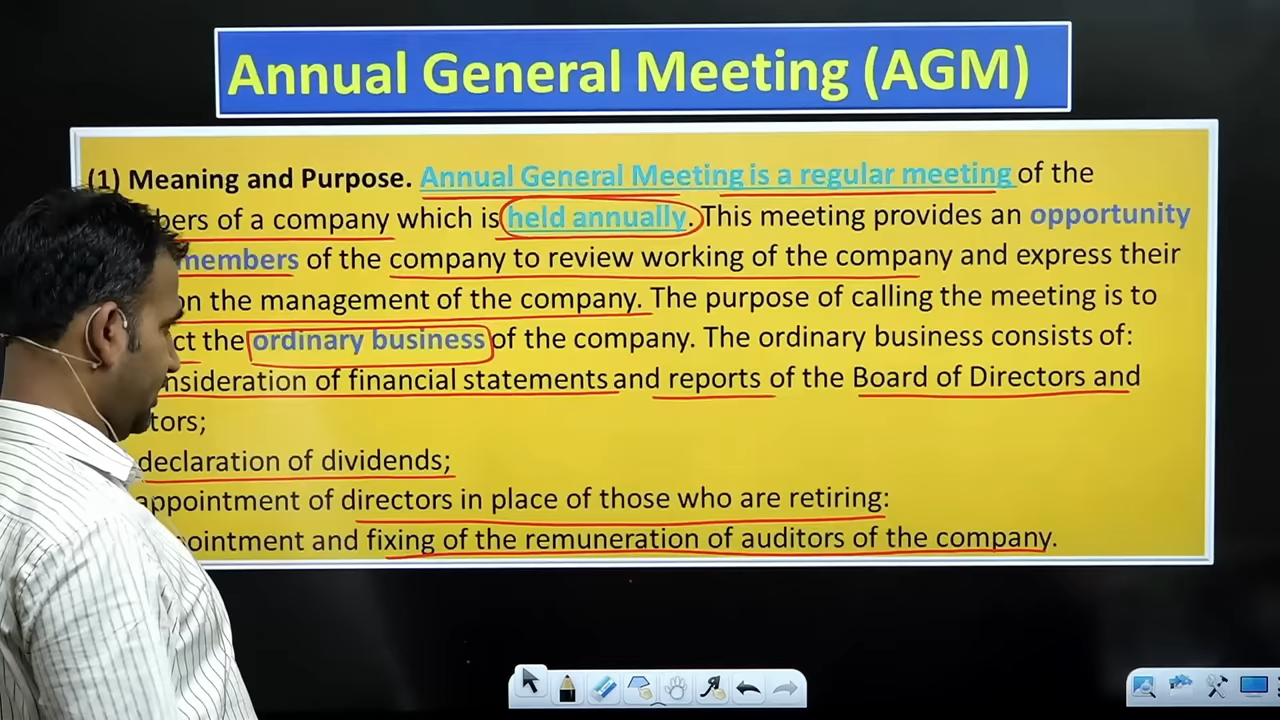 Annual General Meeting (AGM)
(1) Meaning and Purpose. Annual General Meeting is a regular meeting of the
bers of a company which is held annually. This meeting provides an opportunity
members of the company to review working of the company and express their
on the management of the company. The purpose of calling the meeting is to
ct the ordinary business of the company. The ordinary business consists of:
nsideration of financial statements and reports of the Board of Directors and
tors;
declaration of dividends;
appointment of directors in place of those who are retiring:
ointment and fixing of the remuneration of auditors of the company.